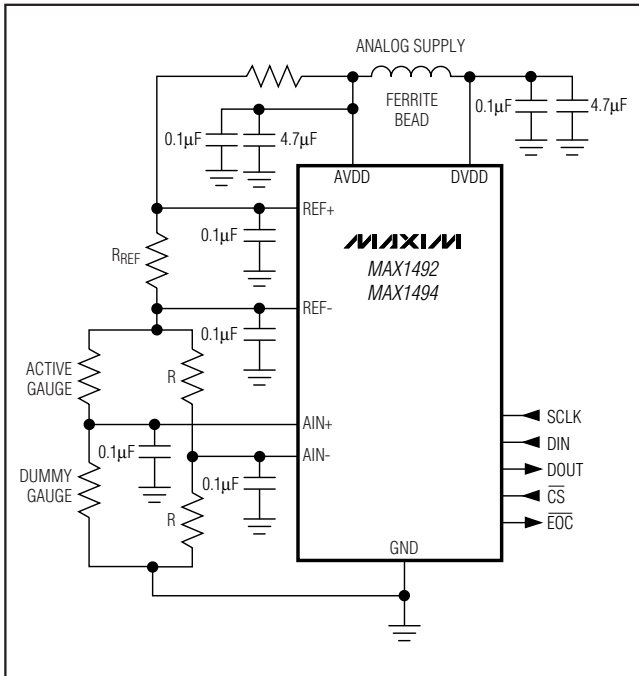 ANALOG SUPPLY
FERRITE
BEAD
0.1μF
4.7μF
0.1μF
4.7μF
AVDD
DVDD
REF+
0.1μF
MAXIM
RREF
MAX1492
MAX1494
REF-
0.1μF
ACTIVE
GAUGE
R
SCLK
AIN+
DIN
0.1μF
AIN-
DOUT
DUMMY
GAUGE
0.1μF
CS
R
EOC
GND